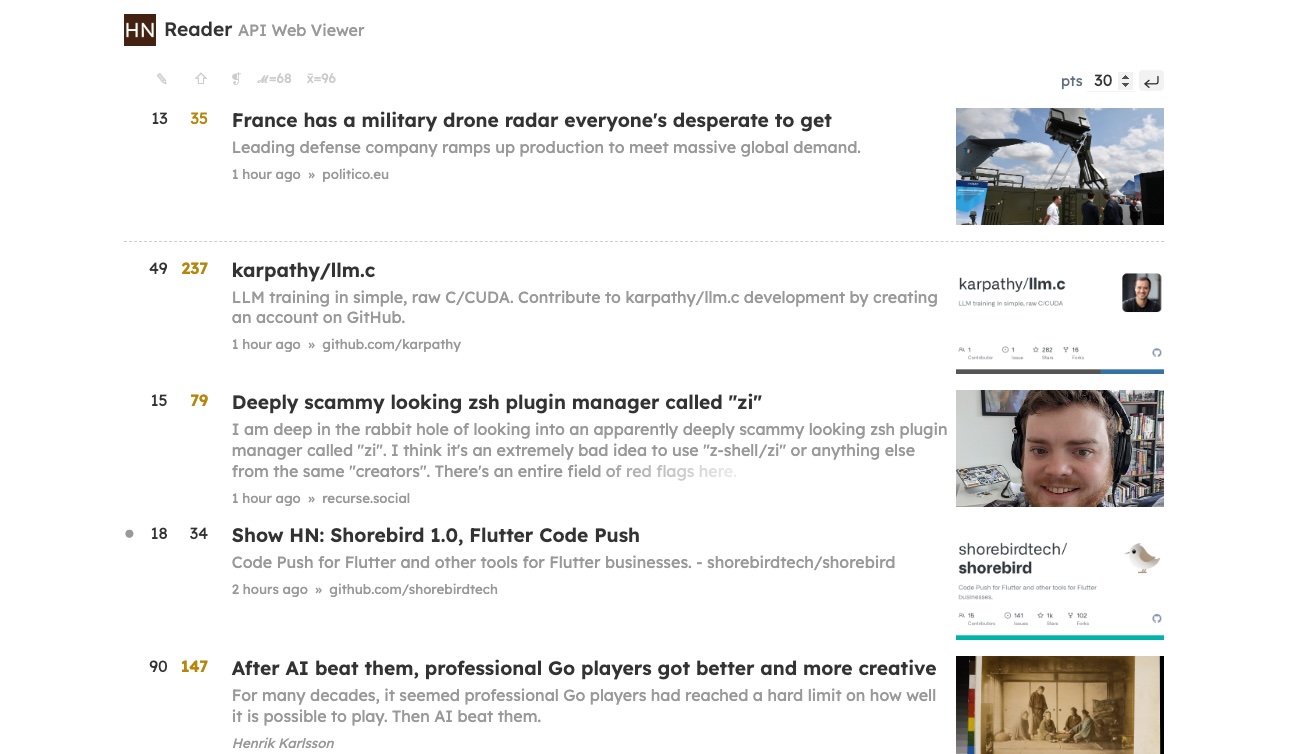 HN Reader API Web Viewer
ℳ=68 x̄=96 pts 30
13 35 France has a military drone radar everyone's desperate to get
Leading defense company ramps up production to meet massive global demand.
1 hour ago » politico.eu
49 237 karpathy/llm.c
LLM training in simple, raw C/CUDA. Contribute to karpathy/llm.c development by creating
an account on GitHub.
1 hour ago » github.com/karpathy
karpathy/llm.c
LLM training in simple, raw C/CUDA
1 Contributor 1 Issue 282 Stars 16 Forks
15 79 Deeply scammy looking zsh plugin manager called "zi"
I am deep in the rabbit hole of looking into an apparently deeply scammy looking zsh plugin
manager called "zi". I think it's an extremely bad idea to use "z-shell/zi" or anything else
from the same "creators". There's an entire field of red flags here.
1 hour ago » recurse.social
18 34 Show HN: Shorebird 1.0, Flutter Code Push
Code Push for Flutter and other tools for Flutter businesses. - shorebirdtech/shorebird
2 hours ago » github.com/shorebirdtech
shorebirdtech/
shorebird
Code Push for Flutter and other tools for Flutter
businesses.
15 Contributors 141 Issues 1k Stars 102 Forks
90 147 After AI beat them, professional Go players got better and more creative
For many decades, it seemed professional Go players had reached a hard limit on how well
it is possible to play. Then AI beat them.
Henrik Karlsson